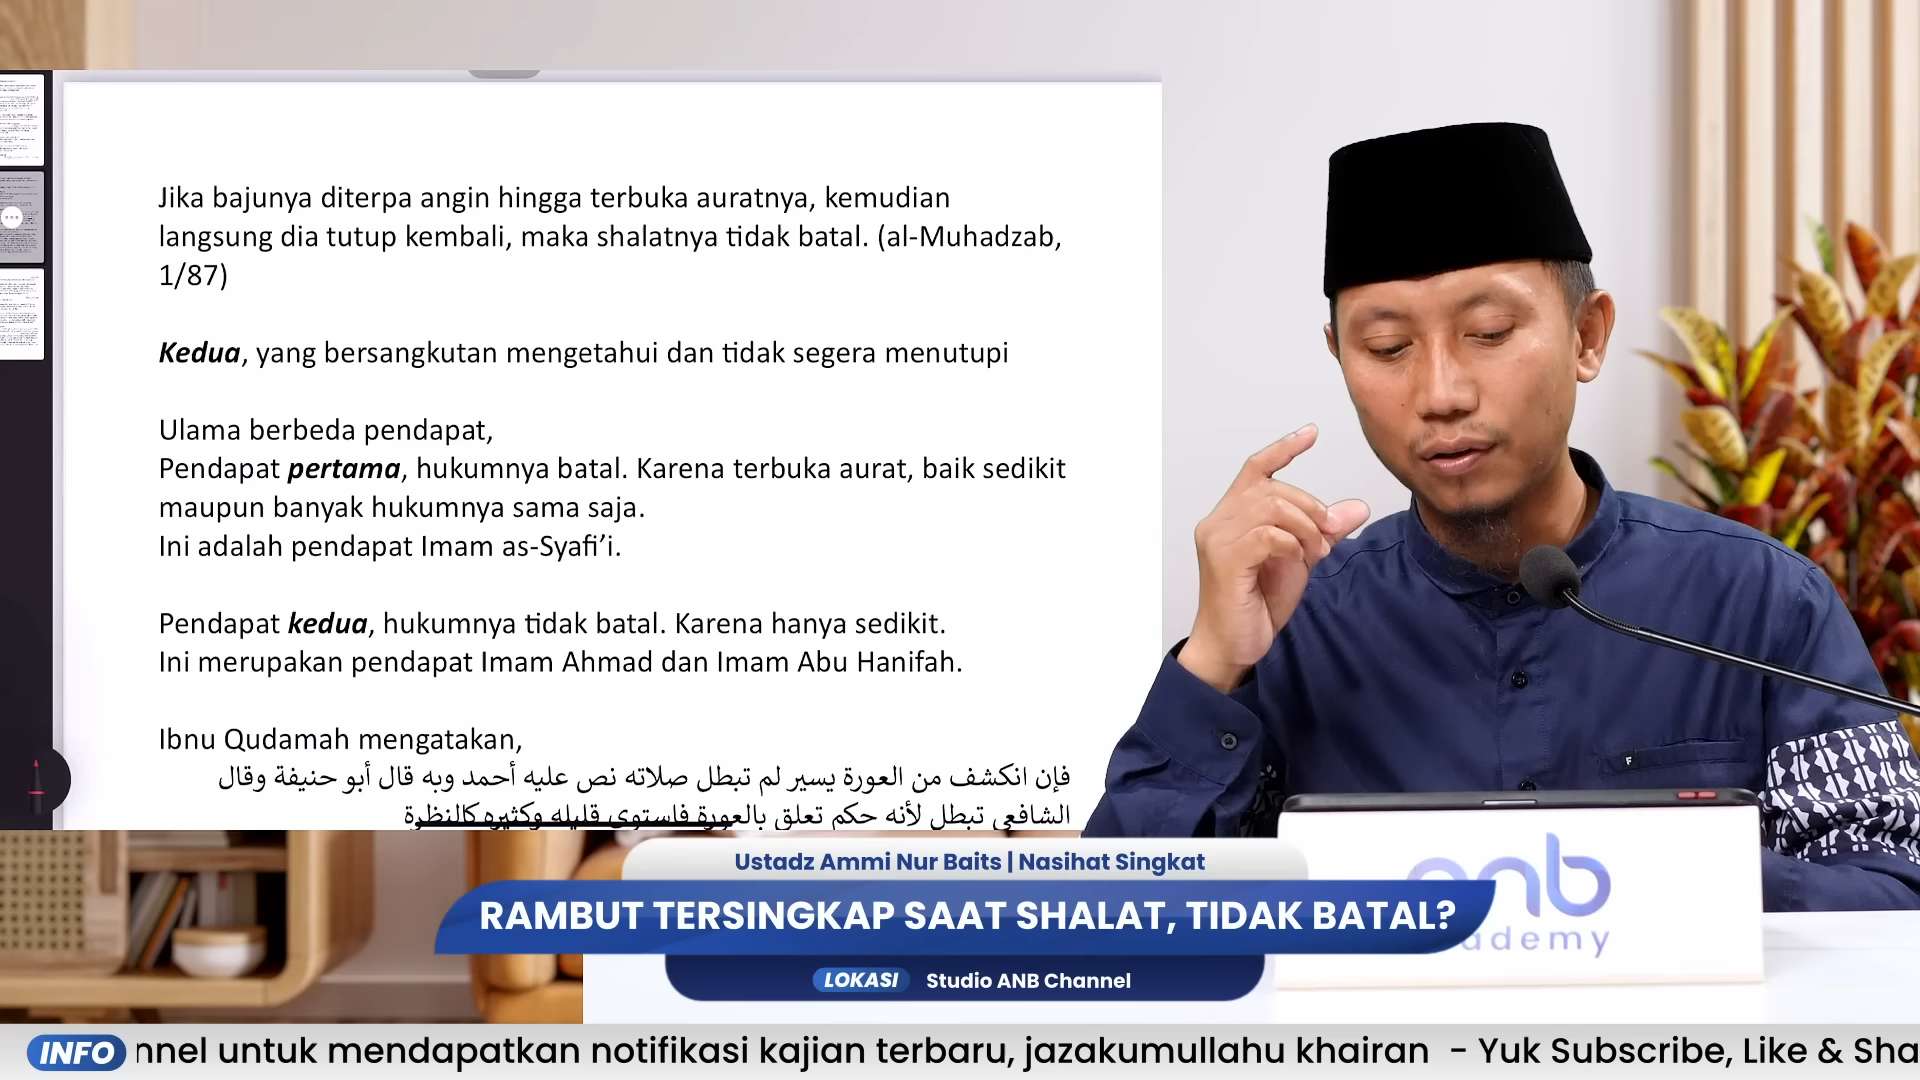 Jika bajunya diterpa angin hingga terbuka auratnya, kemudian
langsung dia tutup kembali, maka shalatnya tidak batal. (al-Muhadzab,
1/87)
Kedua, yang bersangkutan mengetahui dan tidak segera menutupi
Ulama berbeda pendapat,
Pendapat pertama, hukumnya batal. Karena terbuka aurat, baik sedikit
maupun banyak hukumnya sama saja.
Ini adalah pendapat Imam as-Syafi’i.
Pendapat kedua, hukumnya tidak batal. Karena hanya sedikit.
Ini merupakan pendapat Imam Ahmad dan Imam Abu Hanifah.
Ibnu Qudamah mengatakan,
فإن انكشف من العورة يسير لم تبطل صلاته نص عليه أحمد وبه قال أبو حنيفة وقال
الشافعي تبطل لأنه حكم تعلق بالعورة فاستوى قليله وكثيره كالنظرة
F
anb
ademy
Ustadz Ammi Nur Baits | Nasihat Singkat
RAMBUT TERSINGKAP SAAT SHALAT, TIDAK BATAL?
LOKASI Studio ANB Channel
INFO nnel untuk mendapatkan notifikasi kajian terbaru, jazakumullahu khairan - Yuk Subscribe, Like & Sha